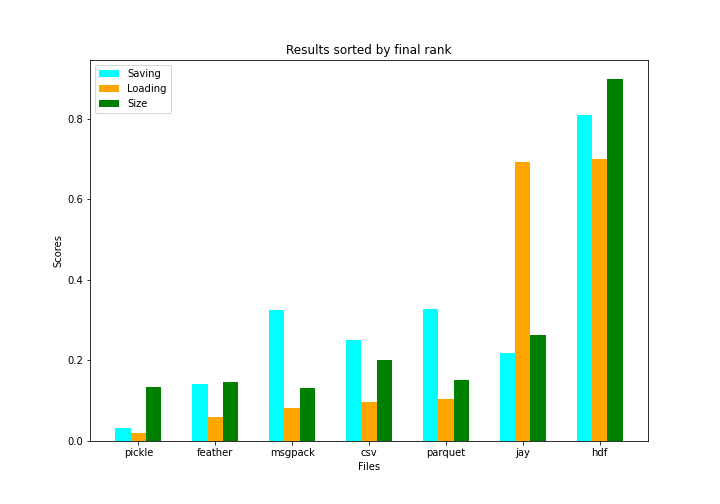 Results sorted by final rank
Saving
Loading
Size
0.8
0.6
0.4
0.2
0.0
Scores
pickle feather msgpack csv parquet jay hdf
Files